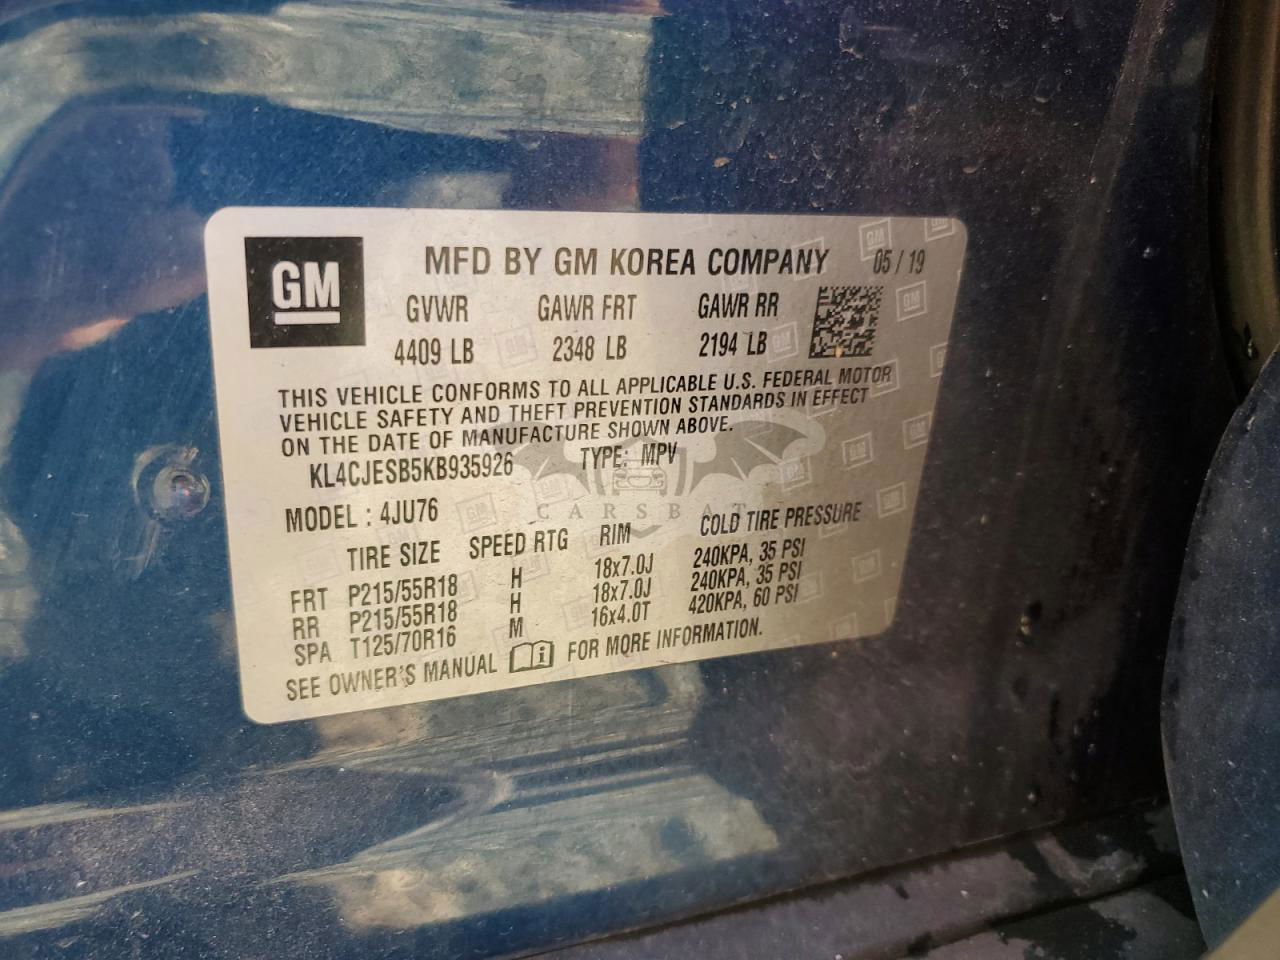 GM
MFD BY GM KOREA COMPANY 05/19
GVWR GAWR FRT GAWR RR
4409 LB 2348 LB 2194 LB
THIS VEHICLE CONFORMS TO ALL APPLICABLE U.S. FEDERAL MOTOR
VEHICLE SAFETY AND THEFT PREVENTION STANDARDS IN EFFECT
ON THE DATE OF MANUFACTURE SHOWN ABOVE.
KL4CJESB5KB935926 TYPE: MPV
CARSBAT
MODEL : 4JU76
TIRE SIZE SPEED RTG RIM COLD TIRE PRESSURE
FRT P215/55R18 H 18x7.0J 240KPA, 35 PSI
RR P215/55R18 H 18x7.0J 240KPA, 35 PSI
SPA T125/70R16 M 16x4.0T 420KPA, 60 PSI
SEE OWNER'S MANUAL i FOR MORE INFORMATION.